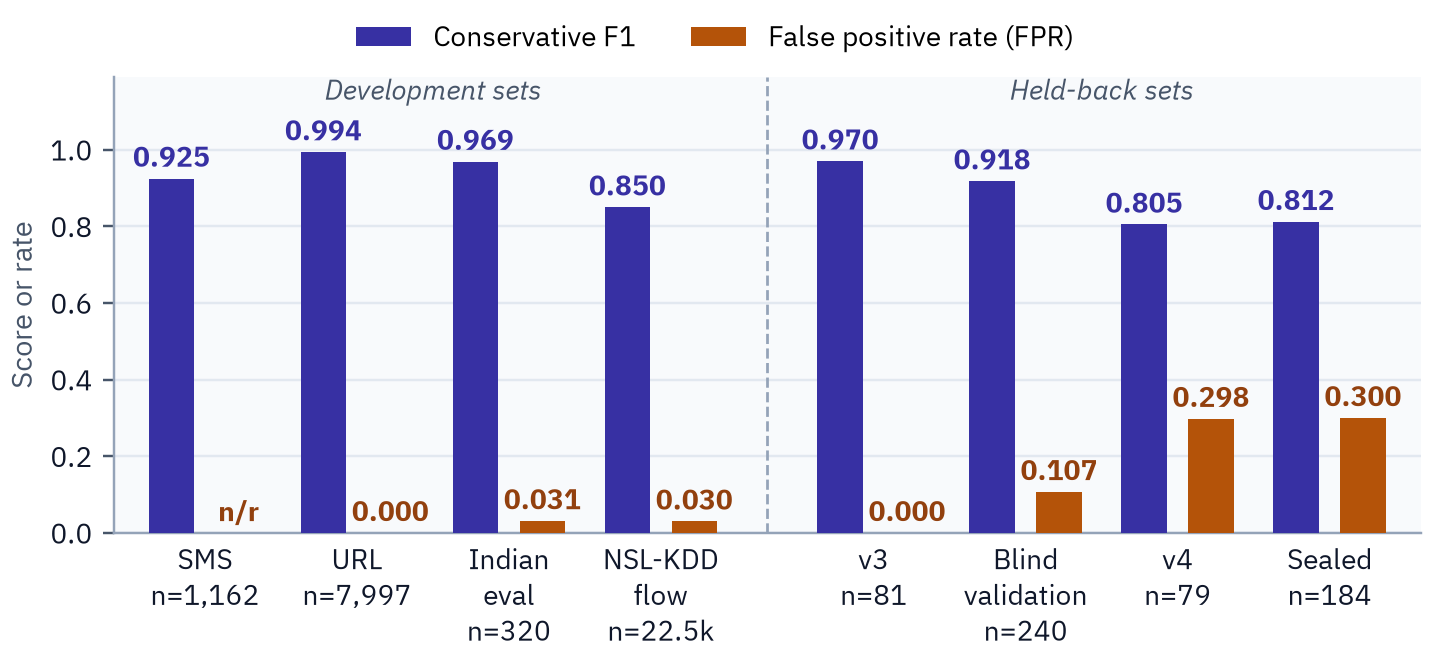 Conservative F1 False positive rate (FPR)
Development sets Held-back sets
Score or rate
1.0
0.8
0.6
0.4
0.2
0.0
0.925 0.994 0.969 0.850 0.970 0.918 0.805 0.812
n/r 0.000 0.031 0.030 0.000 0.107 0.298 0.300
SMS
n=1,162
URL
n=7,997
Indian
eval
n=320
NSL-KDD
flow
n=22.5k
v3
n=81
Blind
validation
n=240
v4
n=79
Sealed
n=184